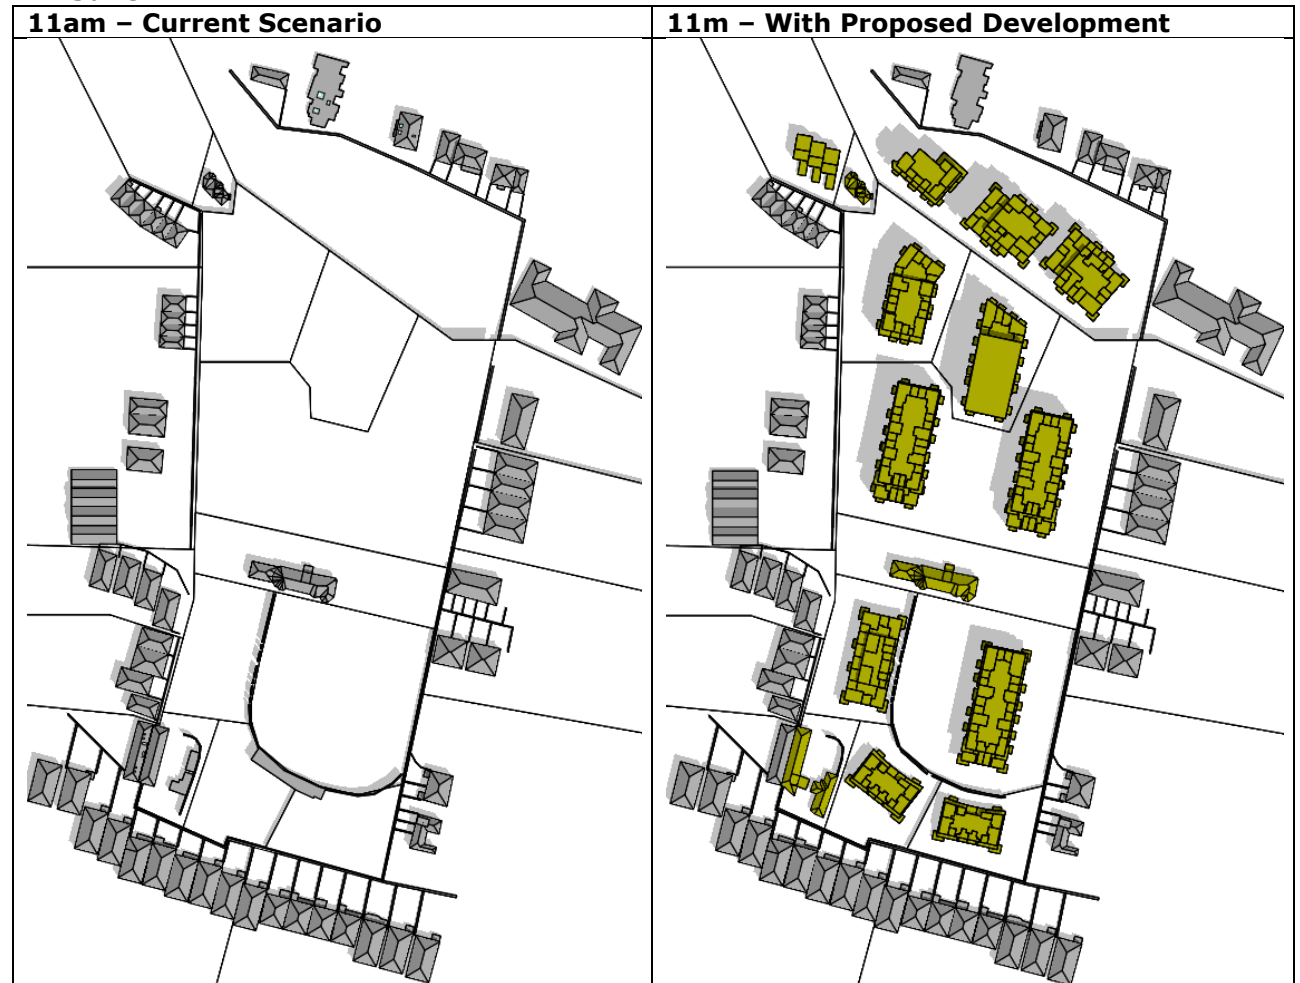 11am – Current Scenario
11m – With Proposed Development